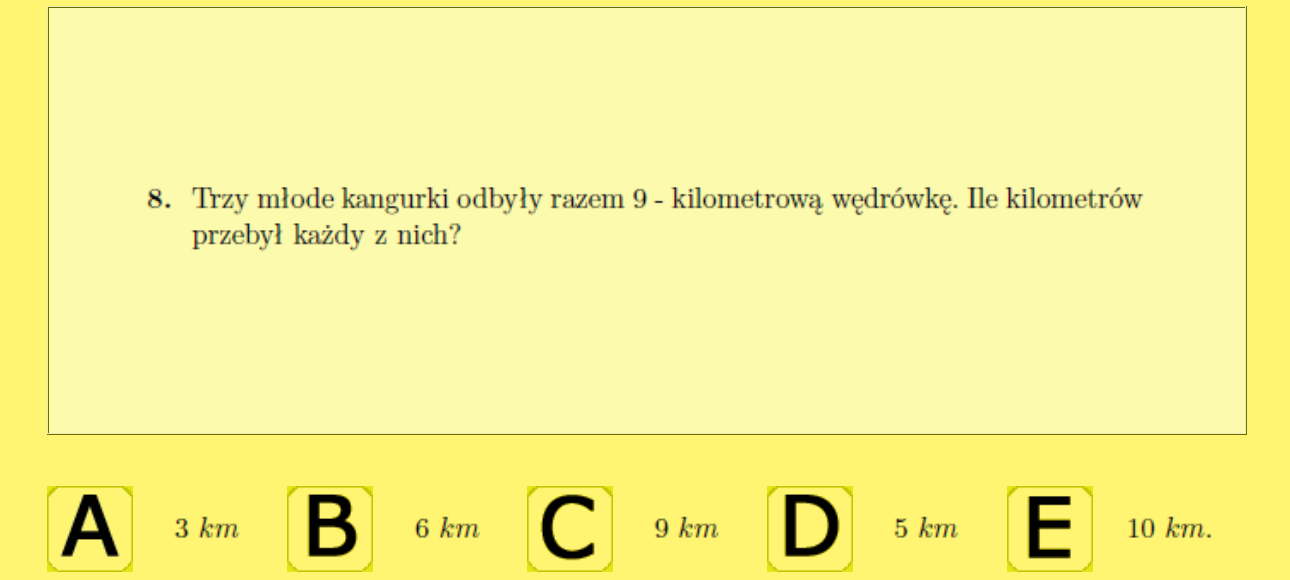 8. Trzy młode kangurki odbyły razem 9 - kilometrową wędrówkę. Ile kilometrów
przebył każdy z nich?
A 3 km B 6 km C 9 km D 5 km E 10 km.